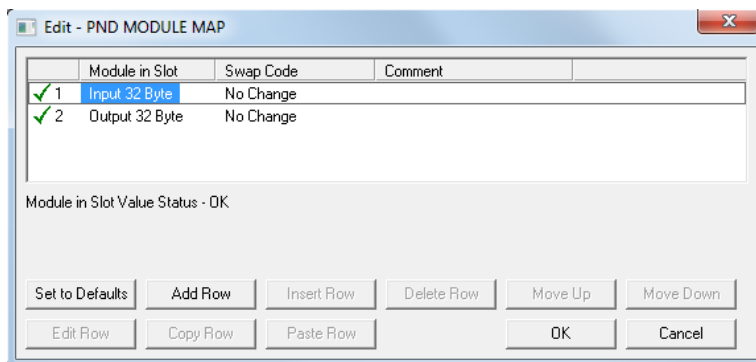 Edit - PND MODULE MAP
x
Module in Slot Swap Code Comment
1 Input 32 Byte No Change
2 Output 32 Byte No Change
Module in Slot Value Status - OK
Set to Defaults Add Row Insert Row Delete Row Move Up Move Down
Edit Row Copy Row Paste Row OK Cancel